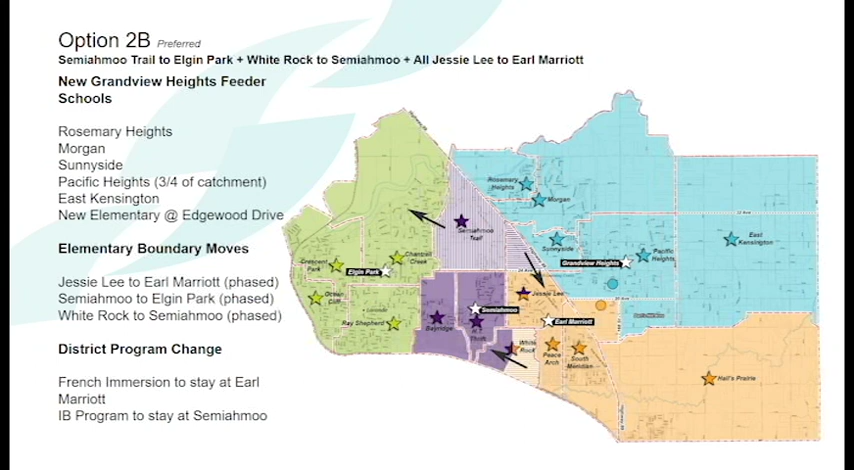 Option 2B Preferred
Semiahmoo Trail to Elgin Park + White Rock to Semiahmoo + All Jessie Lee to Earl Marriott
New Grandview Heights Feeder
Schools
Rosemary Heights
Morgan
Sunnyside
Pacific Heights (3/4 of catchment)
East Kensington
New Elementary @ Edgewood Drive
Elementary Boundary Moves
Jessie Lee to Earl Marriott (phased)
Semiahmoo to Elgin Park (phased)
White Rock to Semiahmoo (phased)
District Program Change
French Immersion to stay at Earl
Marriott
IB Program to stay at Semiahmoo
Rosemary
Heights
Morgan
Semiahmoo
Trail
Sunnyside
Pacific
Heights
East
Kensington
Grandview Heights
Crescent
Park
Chantrell
Creek
Elgin Park
Ocean
Cliff
Laronde
Ray Shepherd
Bayridge
Semiahmoo
Thrift
Jessie Lee
Earl Marriott
White
Rock
Peace
Arch
South
Meridian
Hall's Prairie